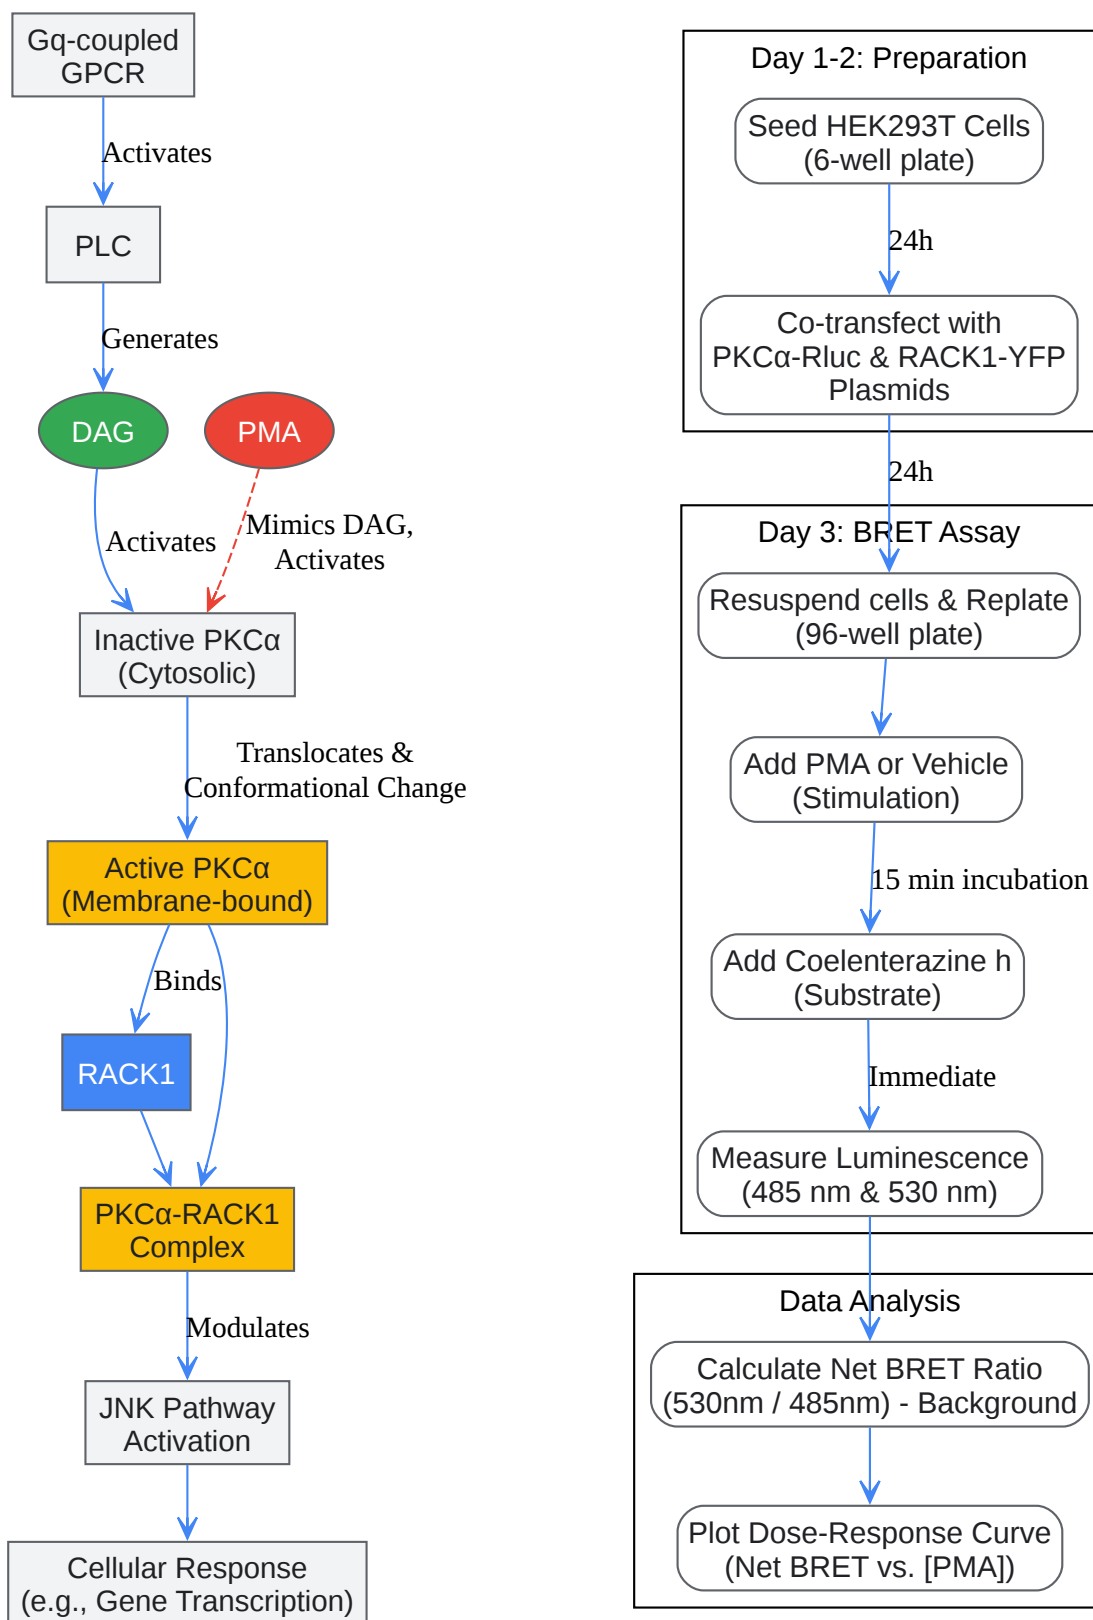 Gq-coupled
GPCR
Activates
PLC
Generates
DAG
PMA
Activates
Mimics DAG,
Activates
Inactive PKCα
(Cytosolic)
Translocates &
Conformational Change
Active PKCα
(Membrane-bound)
Binds
RACK1
PKCα-RACK1
Complex
Modulates
JNK Pathway
Activation
Cellular Response
(e.g., Gene Transcription)
Day 1-2: Preparation
Seed HEK293T Cells
(6-well plate)
24h
Co-transfect with
PKCα-Rluc & RACK1-YFP
Plasmids
24h
Day 3: BRET Assay
Resuspend cells & Replate
(96-well plate)
Add PMA or Vehicle
(Stimulation)
15 min incubation
Add Coelenterazine h
(Substrate)
Immediate
Measure Luminescence
(485 nm & 530 nm)
Data Analysis
Calculate Net BRET Ratio
(530nm / 485nm) - Background
Plot Dose-Response Curve
(Net BRET vs. [PMA])